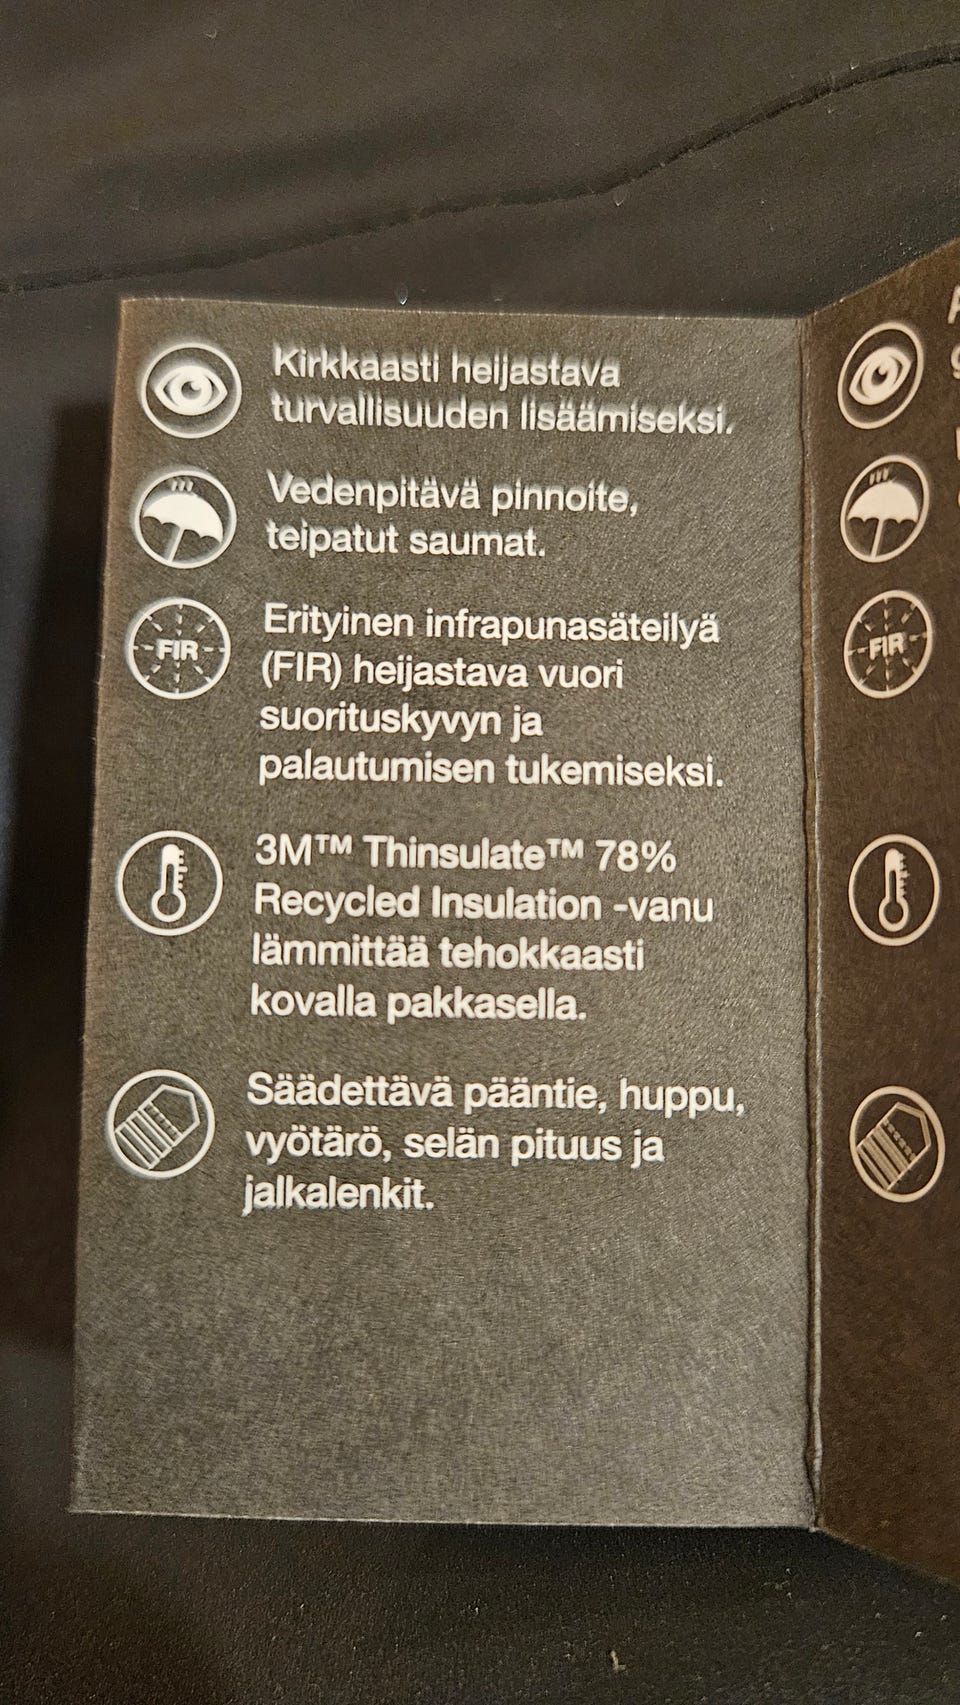 Kirkkaasti heijastava
turvallisuuden lisäämiseksi.
Vedenpitävä pinnoite,
teipatut saumat.
FIR
Erityinen infrapunasäteilyä
(FIR) heijastava vuori
suorituskyvyn ja
palautumisen tukemiseksi.
3M™ Thinsulate™ 78%
Recycled Insulation -vanu
lämmittää tehokkaasti
kovalla pakkasella.
Säädettävä pääntie, huppu,
vyötärö, selän pituus ja
jalkalenkit.
FIR